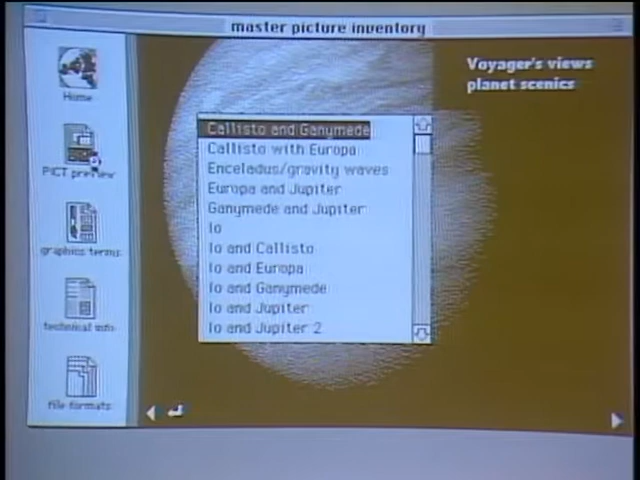 master picture inventory
Home
PICT preview
graphics terms
technical info
file formats
Voyager's views
planet scenics
Callisto and Ganymede
Callisto with Europa
Enceladus/gravity waves
Europa and Jupiter
Ganymede and Jupiter
Io
Io and Callisto
Io and Europa
Io and Ganymede
Io and Jupiter
Io and Jupiter 2